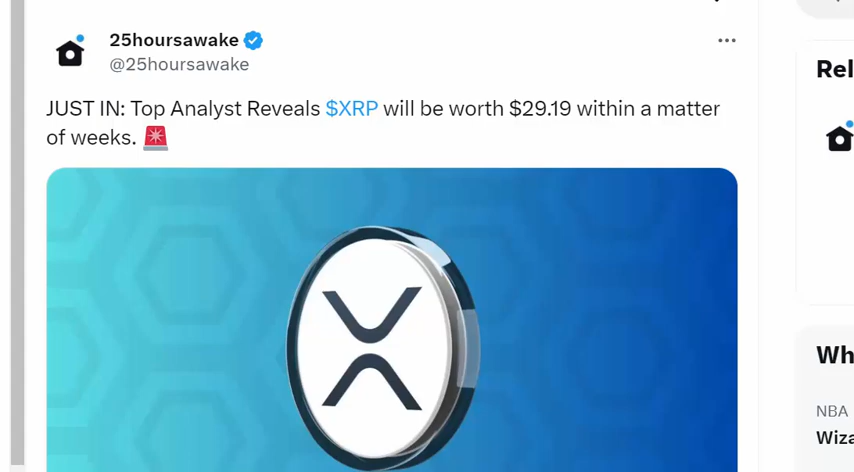 25hoursawake
@25hoursawake
JUST IN: Top Analyst Reveals $XRP will be worth $29.19 within a matter
of weeks. 🚨
Rel
Wh
NBA
Wiza